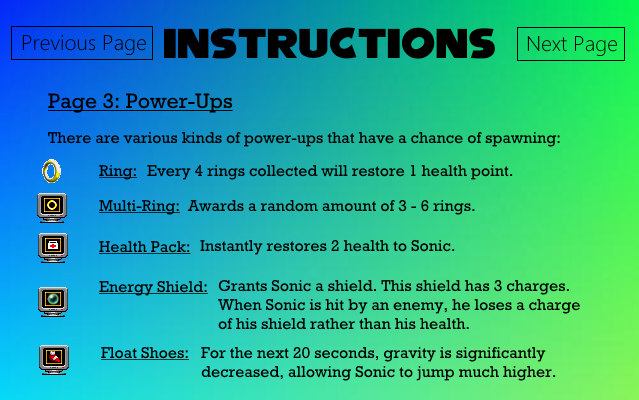 Previous Page
INSTRUCTIONS
Next Page
Page 3: Power-Ups
There are various kinds of power-ups that have a chance of spawning:
Ring: Every 4 rings collected will restore 1 health point.
Multi-Ring: Awards a random amount of 3 - 6 rings.
Health Pack: Instantly restores 2 health to Sonic.
Energy Shield: Grants Sonic a shield. This shield has 3 charges.
When Sonic is hit by an enemy, he loses a charge
of his shield rather than his health.
Float Shoes: For the next 20 seconds, gravity is significantly
decreased, allowing Sonic to jump much higher.